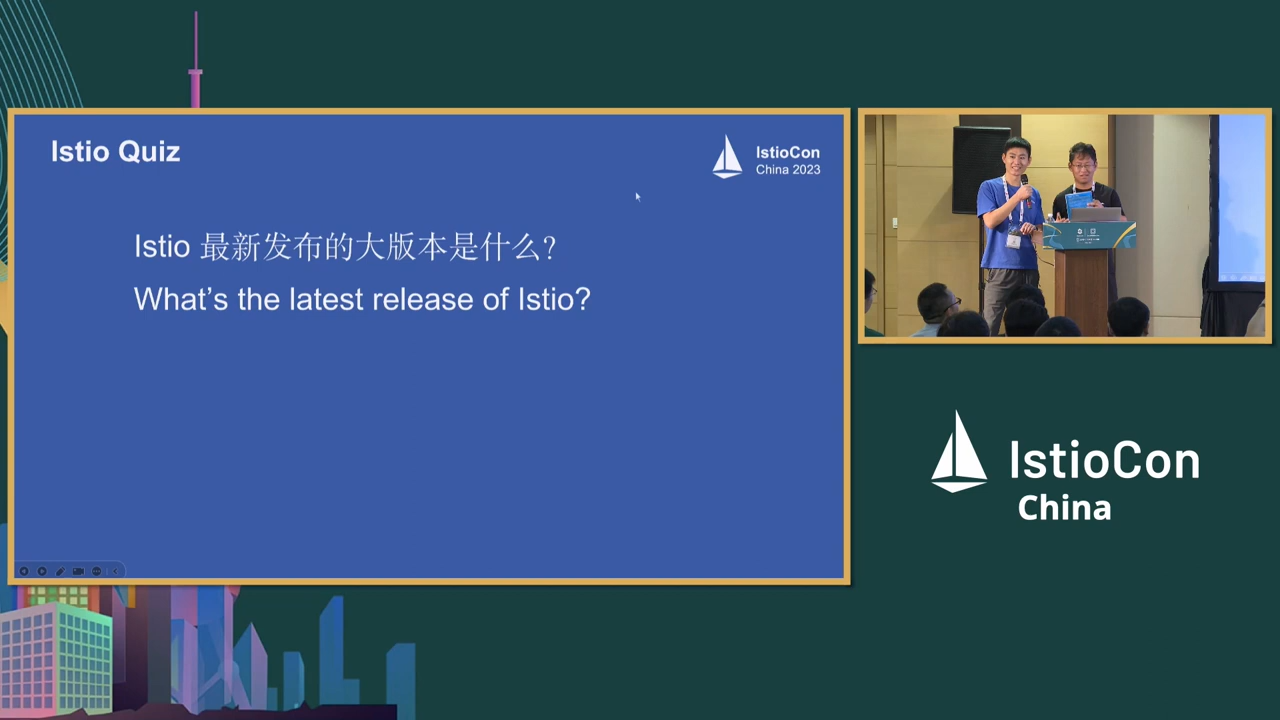 Istio Quiz
IstioCon
China 2023
Istio 最新发布的大版本是什么?
What's the latest release of Istio?
IstioCon
China